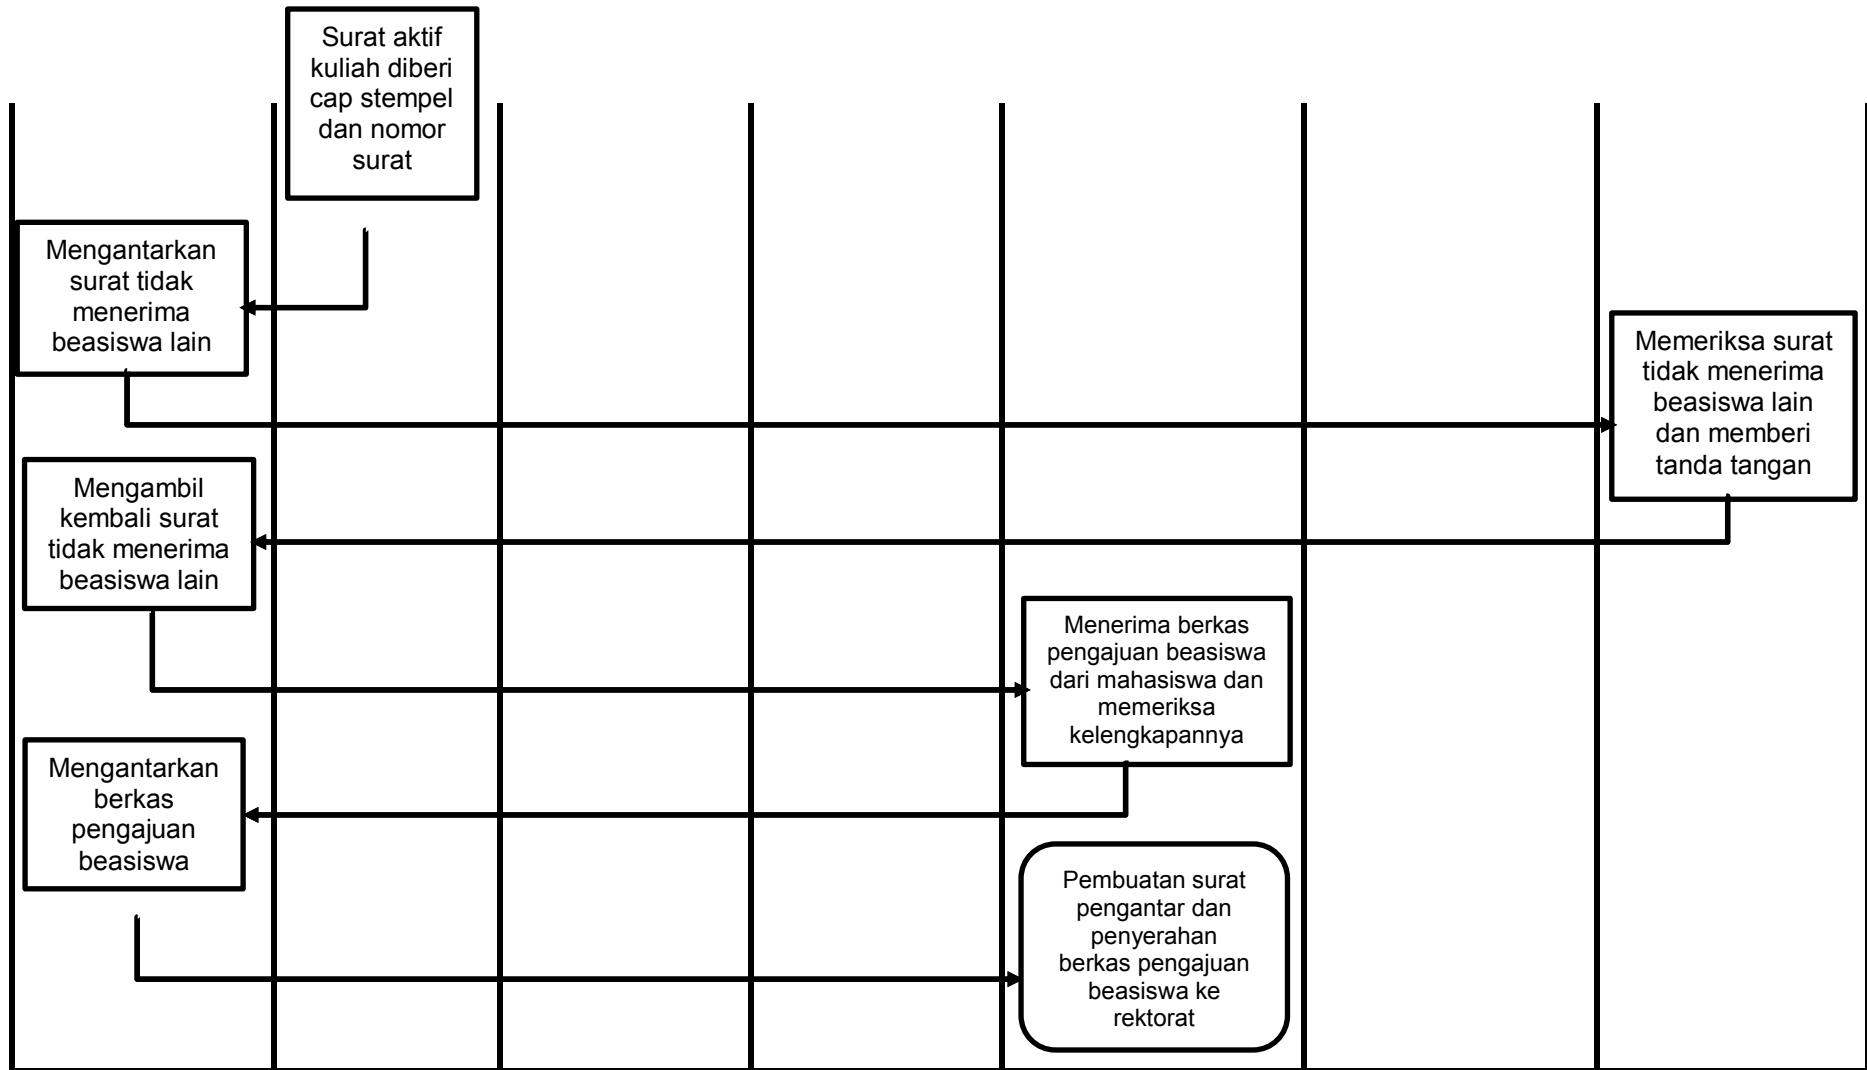 Surat aktif
kuliah diberi
cap stempel
dan nomor
surat
Mengantarkan
surat tidak
menerima
beasiswa lain
Memeriksa surat
tidak menerima
beasiswa lain
dan memberi
tanda tangan
Mengambil
kembali surat
tidak menerima
beasiswa lain
Menerima berkas
pengajuan beasiswa
dari mahasiswa dan
memeriksa
kelengkapannya
Mengantarkan
berkas
pengajuan
beasiswa
Pembuatan surat
pengantar dan
penyerahan
berkas pengajuan
beasiswa ke
rektorat